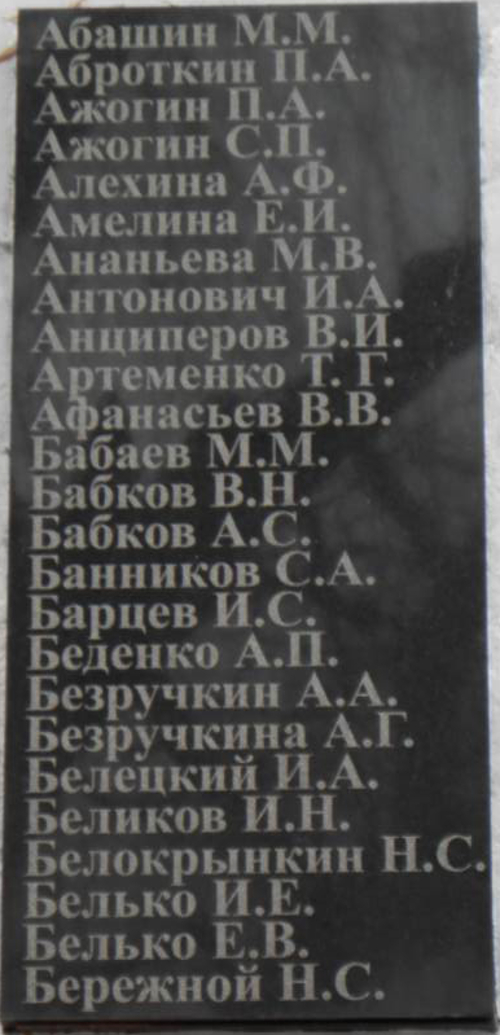 Абашин М.М.
Аброткин П.А.
Ажогин П.А.
Ажогин С.П.
Алехина А.Ф.
Амелина Е.И.
Ананьева М.В.
Антонович И.А.
Анциперов В.И.
Артеменко Т. Г.
Афанасьев В.В.
Бабаев М.М.
Бабков В.Н.
Бабков А.С.
Банников С.А.
Барцев И.С.
Беденко А.П.
Безручкин А.А.
Безручкина А.Г.
Белецкий И.А.
Беликов И.Н.
Белокрынкин Н.С.
Белько И.Е.
Белько Е.В.
Бережной Н.С.